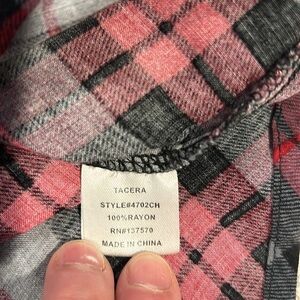 TACERA
STYLE#4702CH
100%RAYON
RN#137570
MADE IN CHINA